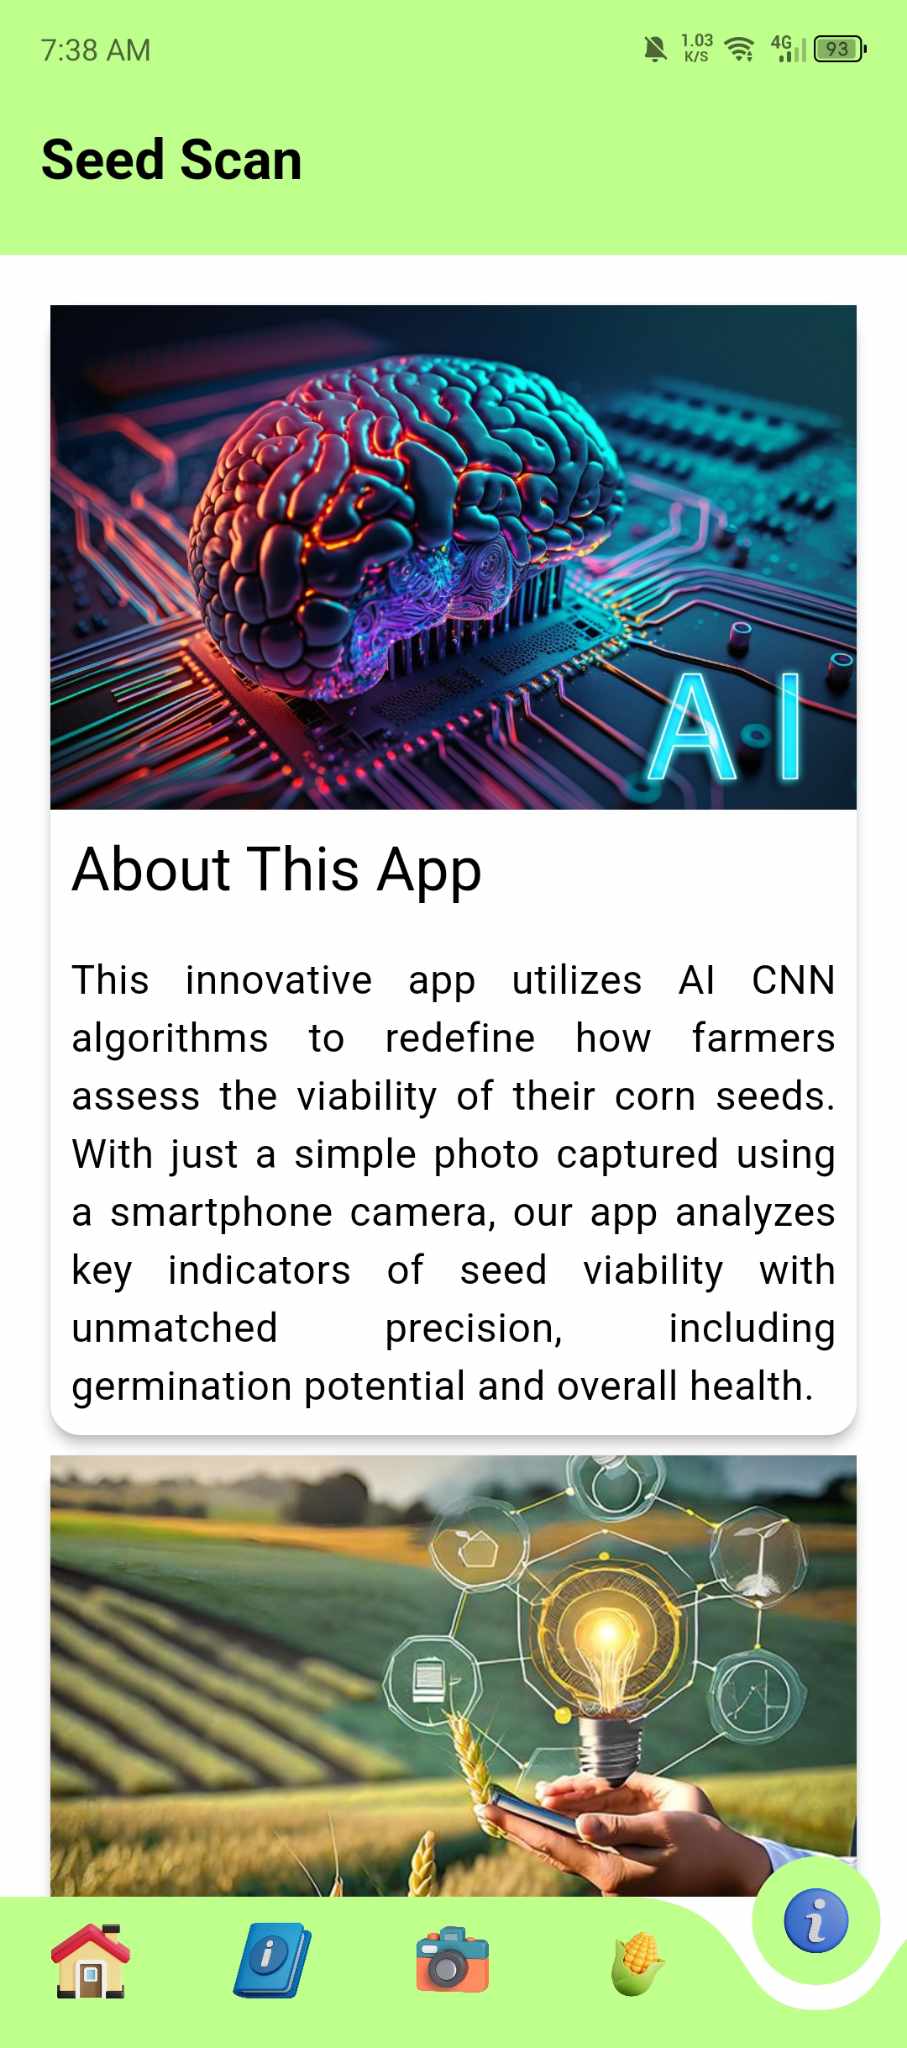 7:38 AM
1.03
K/S
4G
93
Seed Scan
AI
About This App
This innovative app utilizes AI CNN
algorithms to redefine how farmers
assess the viability of their corn seeds.
With just a simple photo captured using
a smartphone camera, our app analyzes
key indicators of seed viability with
unmatched precision, including
germination potential and overall health.